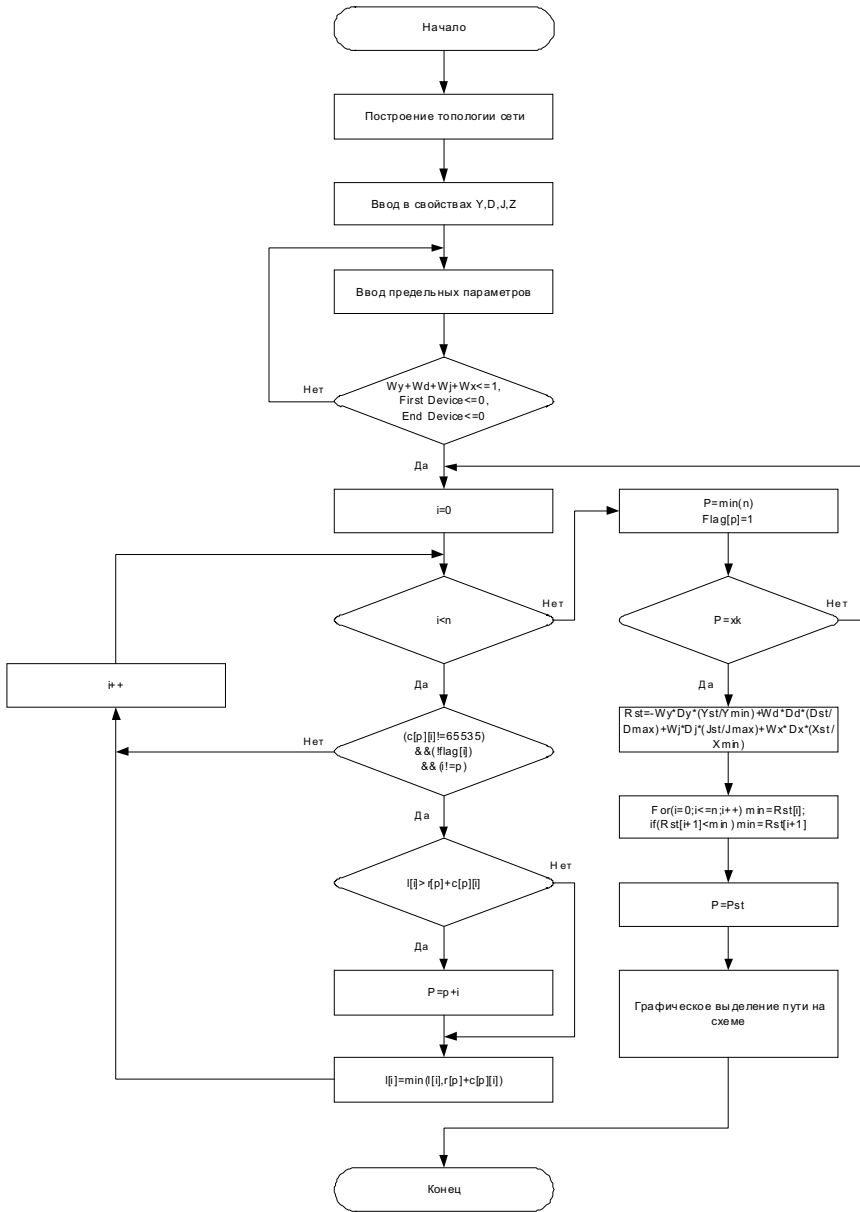 Начало
Построение топологии сети
Ввод в свойствах Y,D,J,Z
Ввод предельных параметров
Нет
Wy+Wd+Wj+Wx<=1,
First Device<=0,
End Device<=0
Да
i=0
i<n
Нет
Да
i++
(c[p][i]!=65535)
&&(!flag[i])
&&(i!=p)
Нет
Да
l[i]>r[p]+c[p][i]
Нет
Да
P=p+i
l[i]=min(l[i],r[p]+c[p][i])
P=min(n)
Flag[p]=1
P=xk
Нет
Да
Rst=-Wy*Dy*(Yst/Ymin)+Wd*Dd*(Dst/
Dmax)+Wj*Dj*(Jst/Jmax)+Wx*Dx*(Xst/
Xmin)
For(i=0;i<=n;i++) min=Rst[i];
if(Rst[i+1]<min) min=Rst[i+1]
P=Pst
Графическое выделение пути на
схеме
Конец